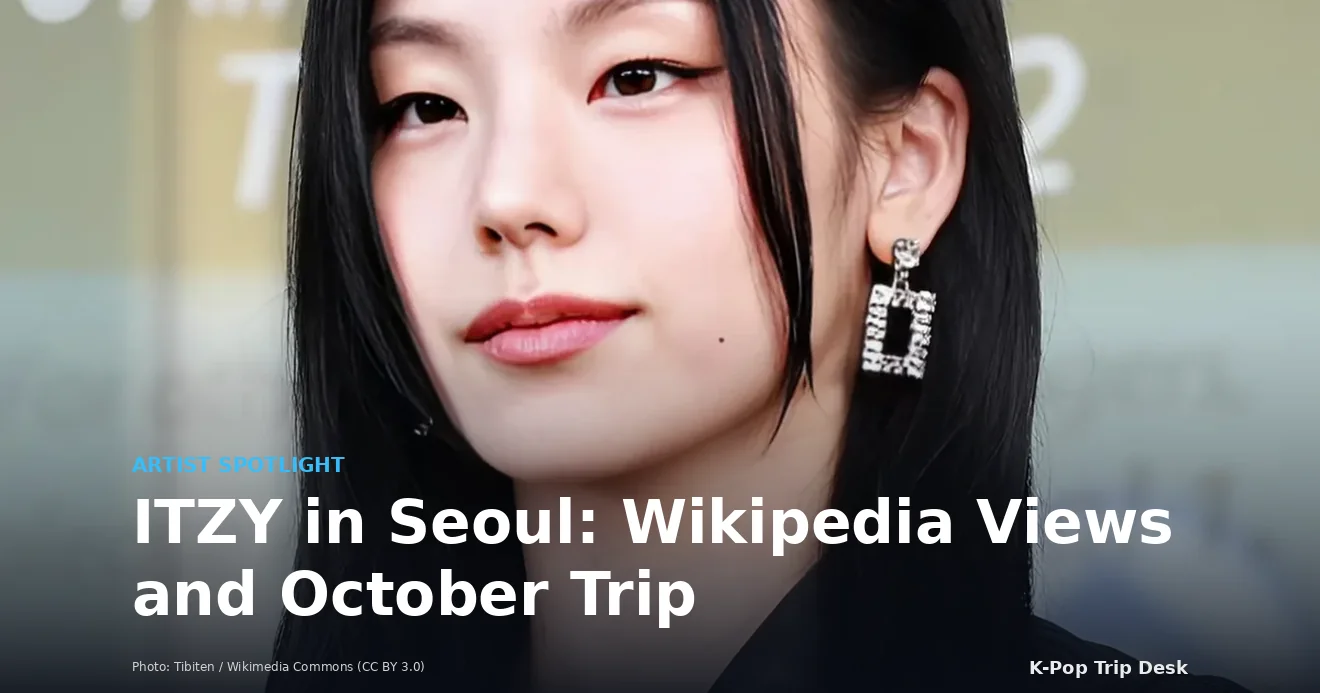 ARTIST SPOTLIGHT
ITZY in Seoul: Wikipedia Views
and October Trip
Photo: Tibiten / Wikimedia Commons (CC BY 3.0)
K-Pop Trip Desk